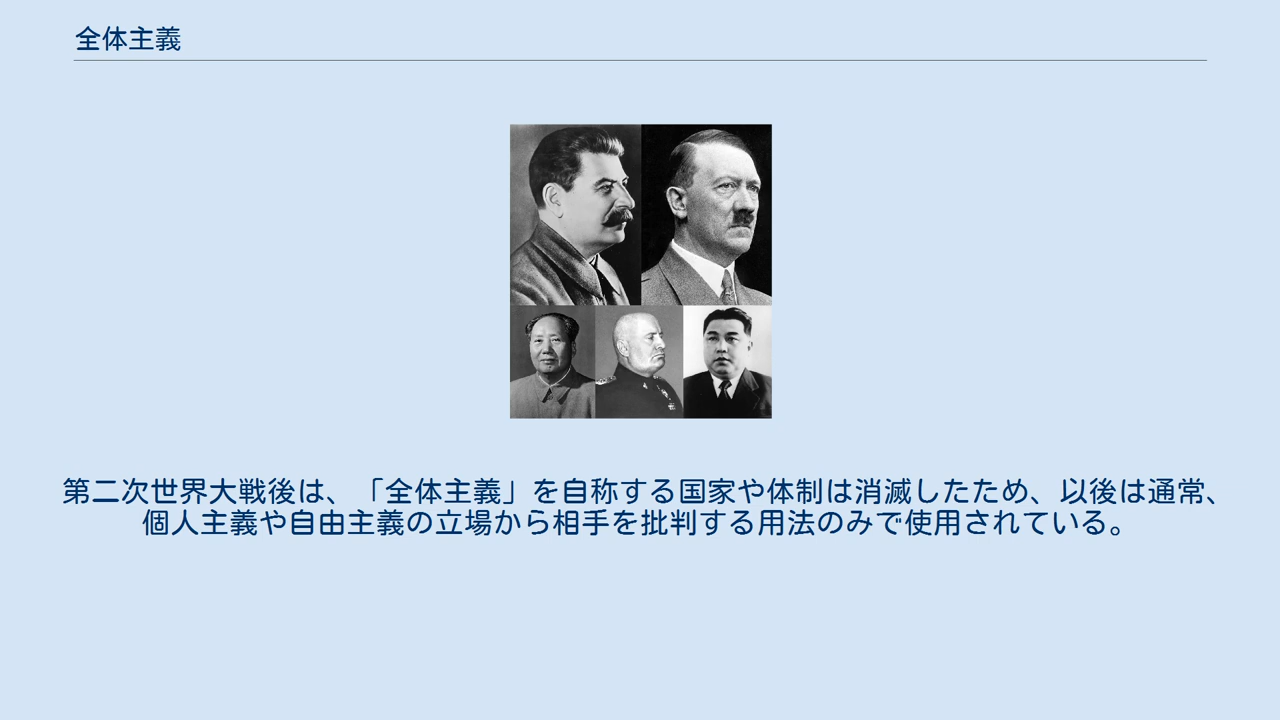 全体主義
第二次世界大戦後は、「全体主義」を自称する国家や体制は消滅したため、以後は通常、
個人主義や自由主義の立場から相手を批判する用法のみで使用されている。